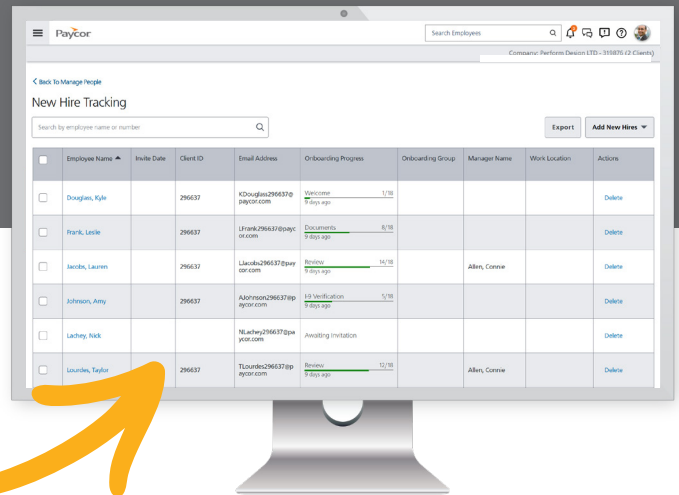 Paycor
Search Employees
Company: Perform Design LTD - 315875 (2 Clients)
Back To Manage People
New Hire Tracking
Search by employee name or number
Export
Add New Hires
Employee Name Invite Date Client ID Email Address Onboarding Progress Onboarding Group Manager Name Work Location Actions
Douglass, Kyle 296637 KDouglass296637@ Welcome 1/18 Delete
paycor.com 9 days ago
Frank, Leslie 296637 LFrank296637@payc Documents 8/18 Delete
or.com 9 days ago
Jacobs, Lauren 296637 LJacobs296637@pay Review 14/18 Allen, Connie Delete
cor.com 9 days ago
Johnson, Amy 296637 AJohnson296637@p I-9 Verification 5/18 Delete
aycor.com 9 days ago
Lachey, Nick NLachey296637@pa Awaiting Invitation Delete
ycor.com
Lourdes, Taylor 296637 TLourdes296637@p Review 12/18 Allen, Connie Delete
aycor.com 9 days ago